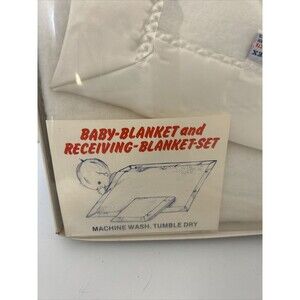 BABY-BLANKET and
RECEIVING-BLANKET-SET
MACHINE WASH, TUMBLE DRY